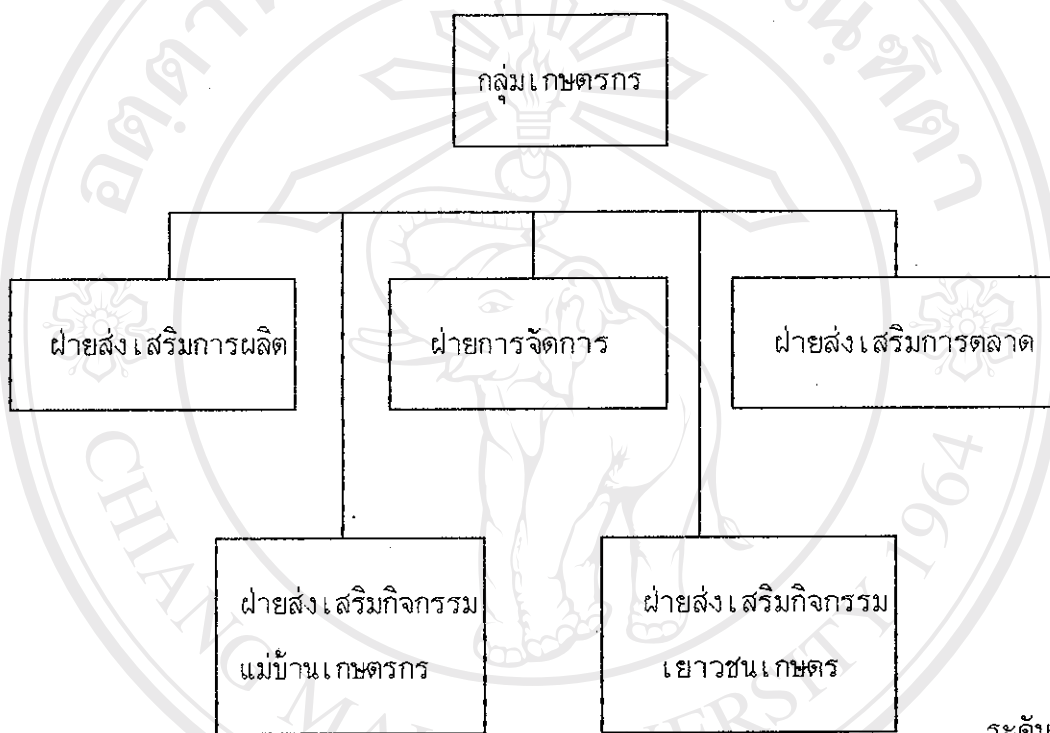 กลุ่มเกษตรกร
ฝ่ายส่งเสริมการผลิต
ฝ่ายการจัดการ
ฝ่ายส่งเสริมการตลาด
ฝ่ายส่งเสริมกิจกรรม
แม่บ้านเกษตรกร
ฝ่ายส่งเสริมกิจกรรม
เยาวชนเกษตร
ระดับ
CHIANG MAI UNIVERSITY 1964